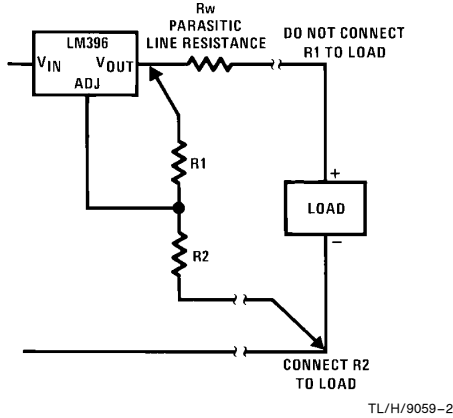 Rw
PARASITIC
LINE RESISTANCE
DO NOT CONNECT
R1 TO LOAD
LM396
VIN
VOUT
ADJ
R1
+
LOAD
−
R2
CONNECT R2
TO LOAD
TL/H/9059–2